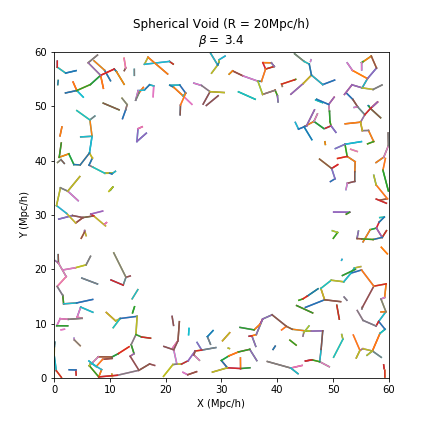 Spherical Void (R = 20Mpc/h)
β = 3.4
60
50
40
30
20
10
0
Y (Mpc/h)
0 10 20 30 40 50 60
X (Mpc/h)